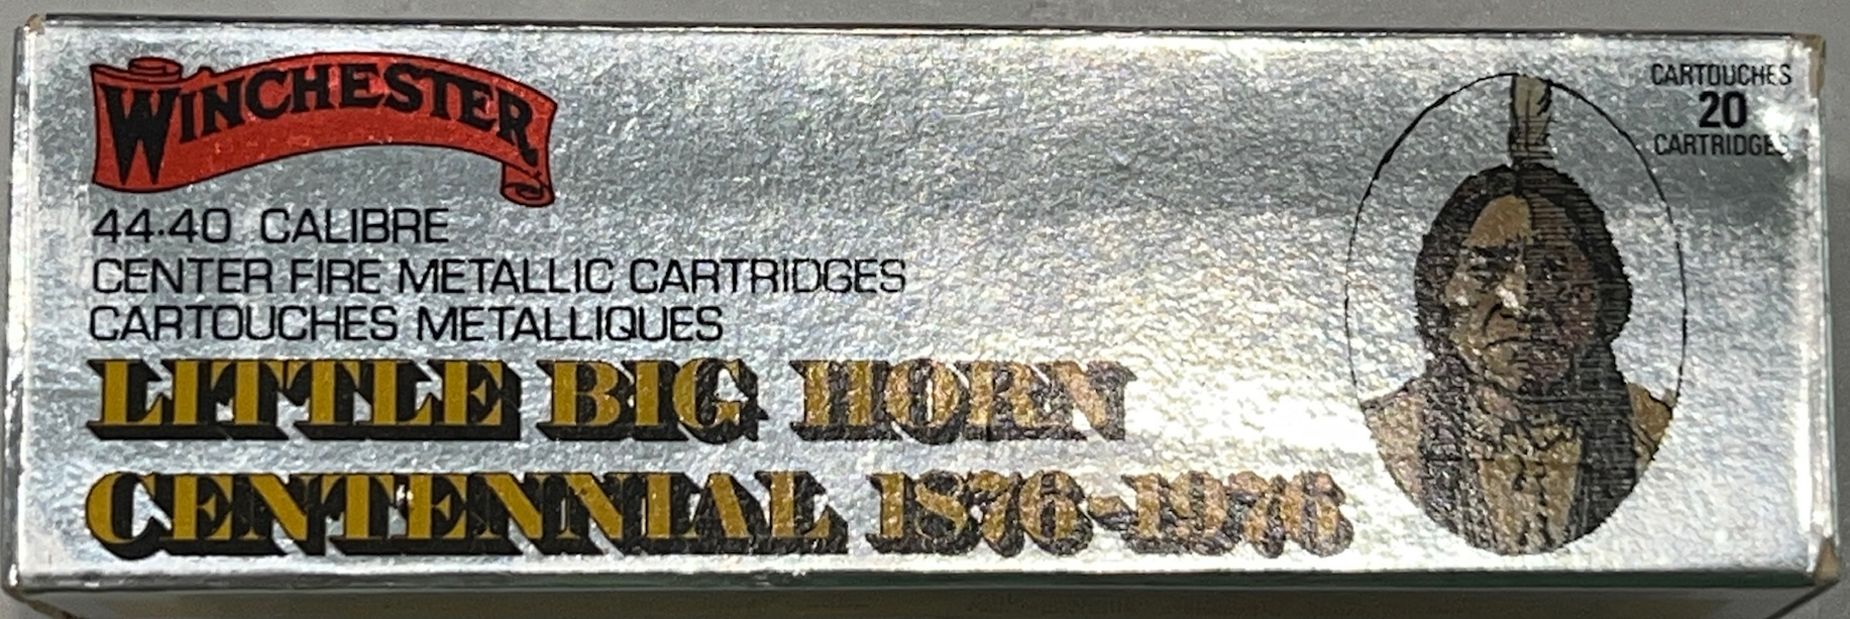 WINCHESTER
44-40 CALIBRE
CENTER FIRE METALLIC CARTRIDGES
CARTOUCHES METALLIQUES
LITTLE BIG HORN
CENTENNIAL 1876-1976
CARTOUCHES
20
CARTRIDGES